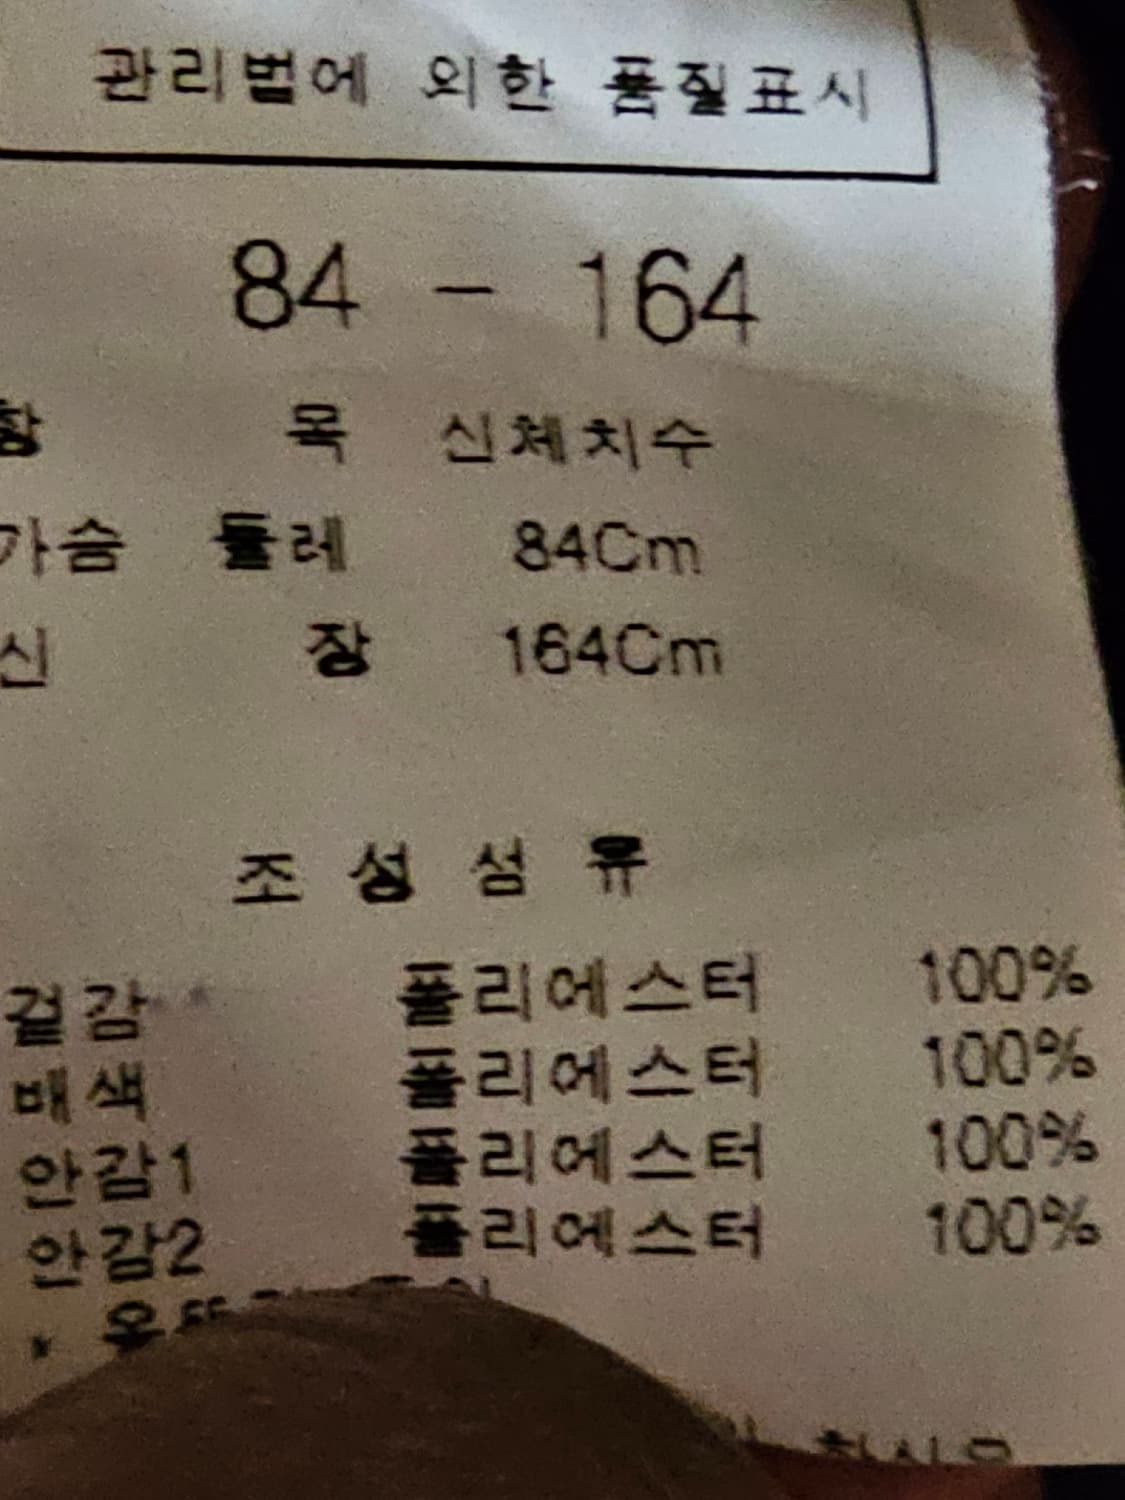 관리법에 의한 품질표시
84 - 164
항 목 신체치수
가슴 둘레 84Cm
신 장 164Cm
조 성 섬 유
겉감 폴리에스터 100%
배색 폴리에스터 100%
안감1 폴리에스터 100%
안감2 폴리에스터 100%